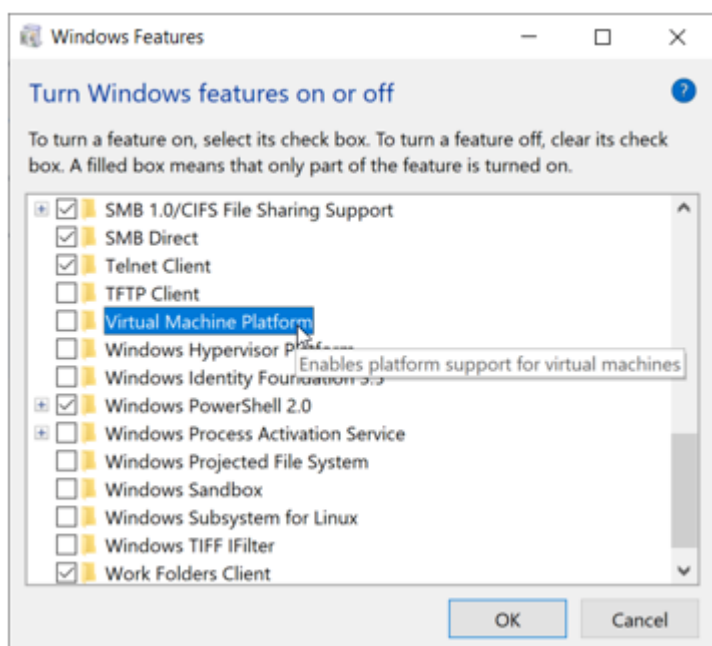 Windows Features
Turn Windows features on or off
?
To turn a feature on, select its check box. To turn a feature off, clear its check
box. A filled box means that only part of the feature is turned on.
SMB 1.0/CIFS File Sharing Support
SMB Direct
Telnet Client
TFTP Client
Virtual Machine Platform
Windows Hypervisor
Enables platform support for virtual machines
Windows Identity Foundation 3.5
Windows PowerShell 2.0
Windows Process Activation Service
Windows Projected File System
Windows Sandbox
Windows Subsystem for Linux
Windows TIFF IFilter
Work Folders Client
OK
Cancel